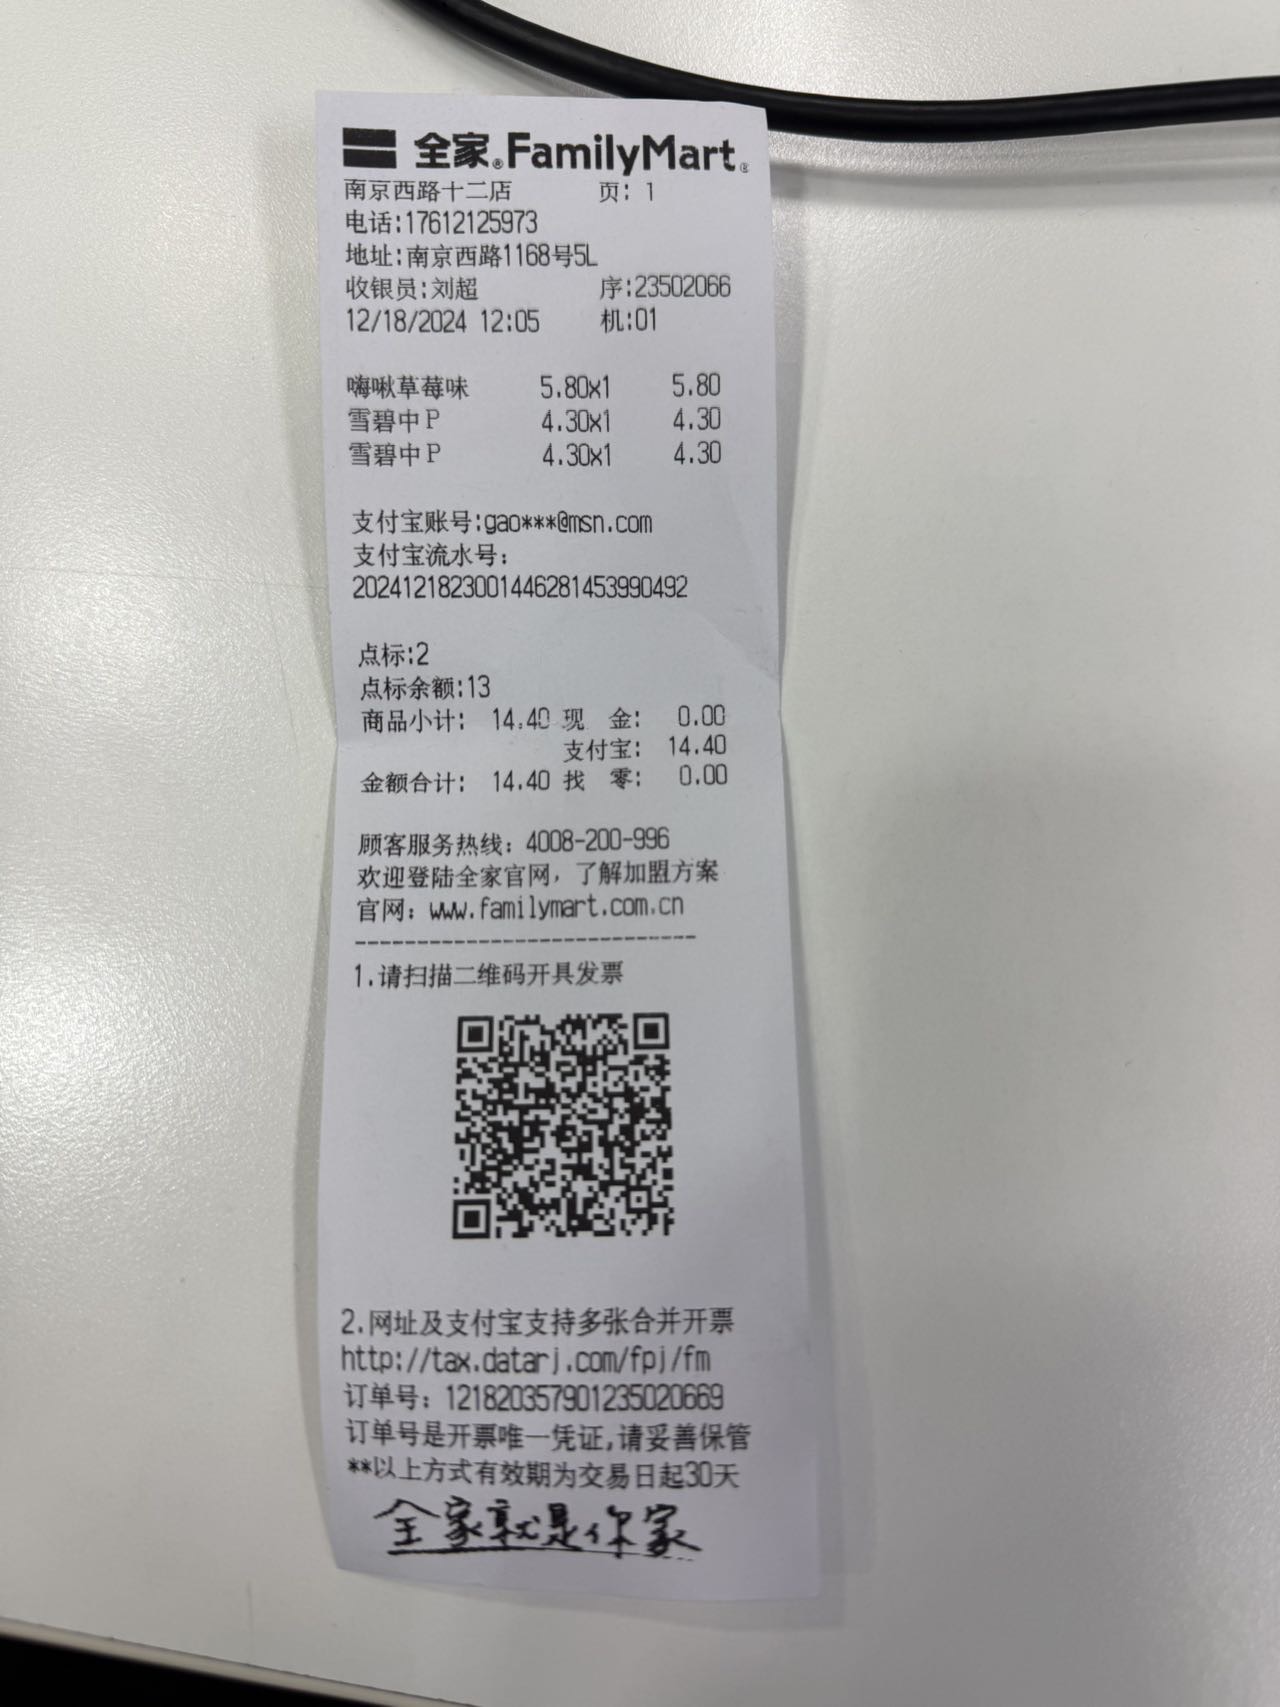 全家®FamilyMart®
南京西路十二店 页: 1
电话:17612125973
地址:南京西路1168号5L
收银员:刘超 序:23502066
12/18/2024 12:05 机:01
嗨啾草莓味 5.80x1 5.80
雪碧中P 4.30x1 4.30
雪碧中P 4.30x1 4.30
支付宝账号:gao***@msn.com
支付宝流水号:
2024121823001446281453990492
点标:2
点标余额:13
商品小计: 14.40 现 金: 0.00
支付宝: 14.40
金额合计: 14.40 找 零: 0.00
顾客服务热线: 4008-200-996
欢迎登陆全家官网,了解加盟方案
官网: www.familymart.com.cn
----------------------------
1.请扫描二维码开具发票
2.网址及支付宝支持多张合并开票
http://tax.datarj.com/fpj/fm
订单号: 121820357901235020669
订单号是开票唯一凭证,请妥善保管
**以上方式有效期为交易日起30天
全家就是你家